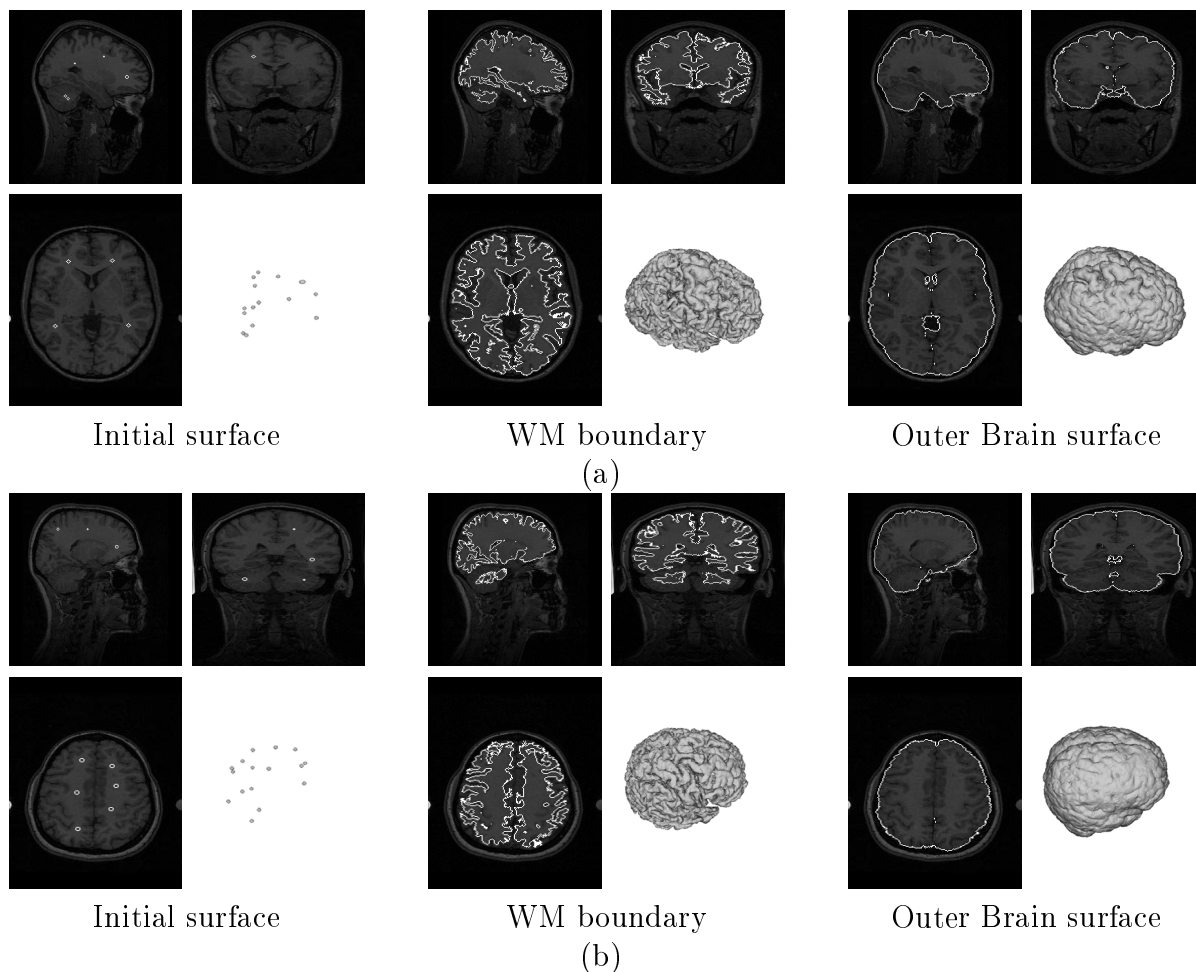 Initial surface
WM boundary
Outer Brain surface
(a)
Initial surface
WM boundary
Outer Brain surface
(b)